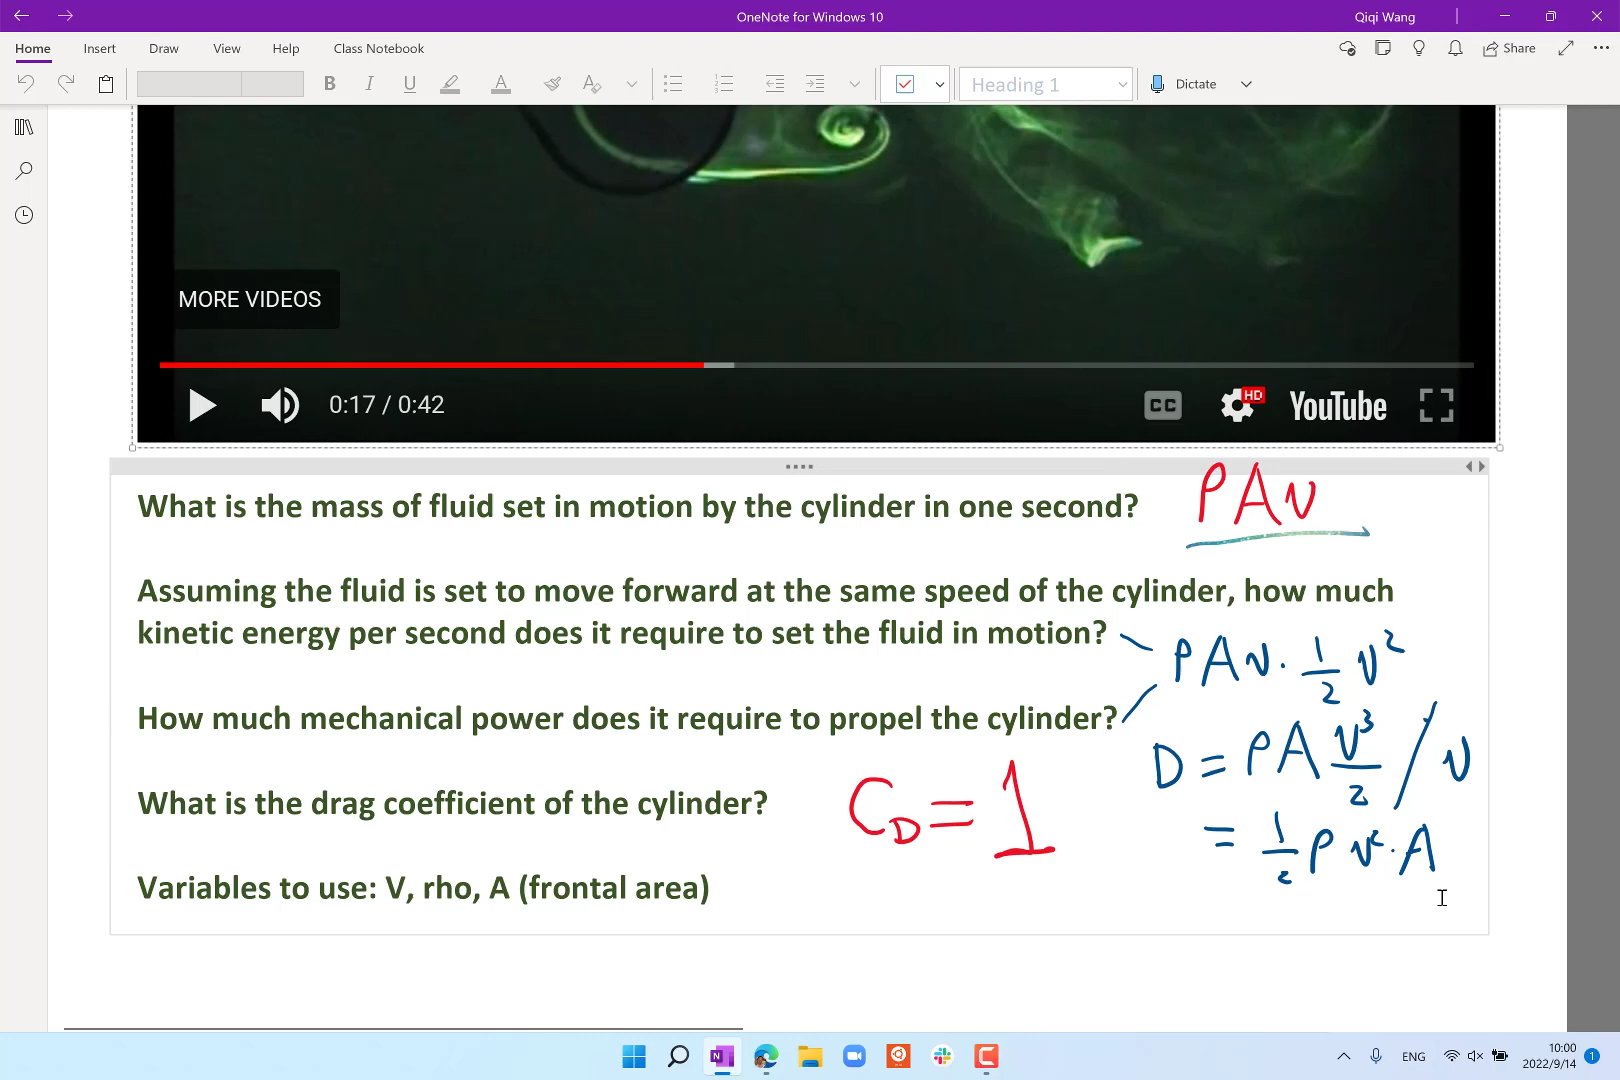 OneNote for Windows 10
Qiqi Wang
Home Insert Draw View Help Class Notebook
Share
B I U A
Heading 1
Dictate
MORE VIDEOS
0:17 / 0:42
CC
HD
YouTube
What is the mass of fluid set in motion by the cylinder in one second? ρAv
Assuming the fluid is set to move forward at the same speed of the cylinder, how much
kinetic energy per second does it require to set the fluid in motion?
ρAv · 1/2 v²
How much mechanical power does it require to propel the cylinder?
D = ρA v³/2 / v
What is the drag coefficient of the cylinder? C_D = 1
= 1/2 ρ v² · A
Variables to use: V, rho, A (frontal area)
ENG
10:00
2022/9/14
1